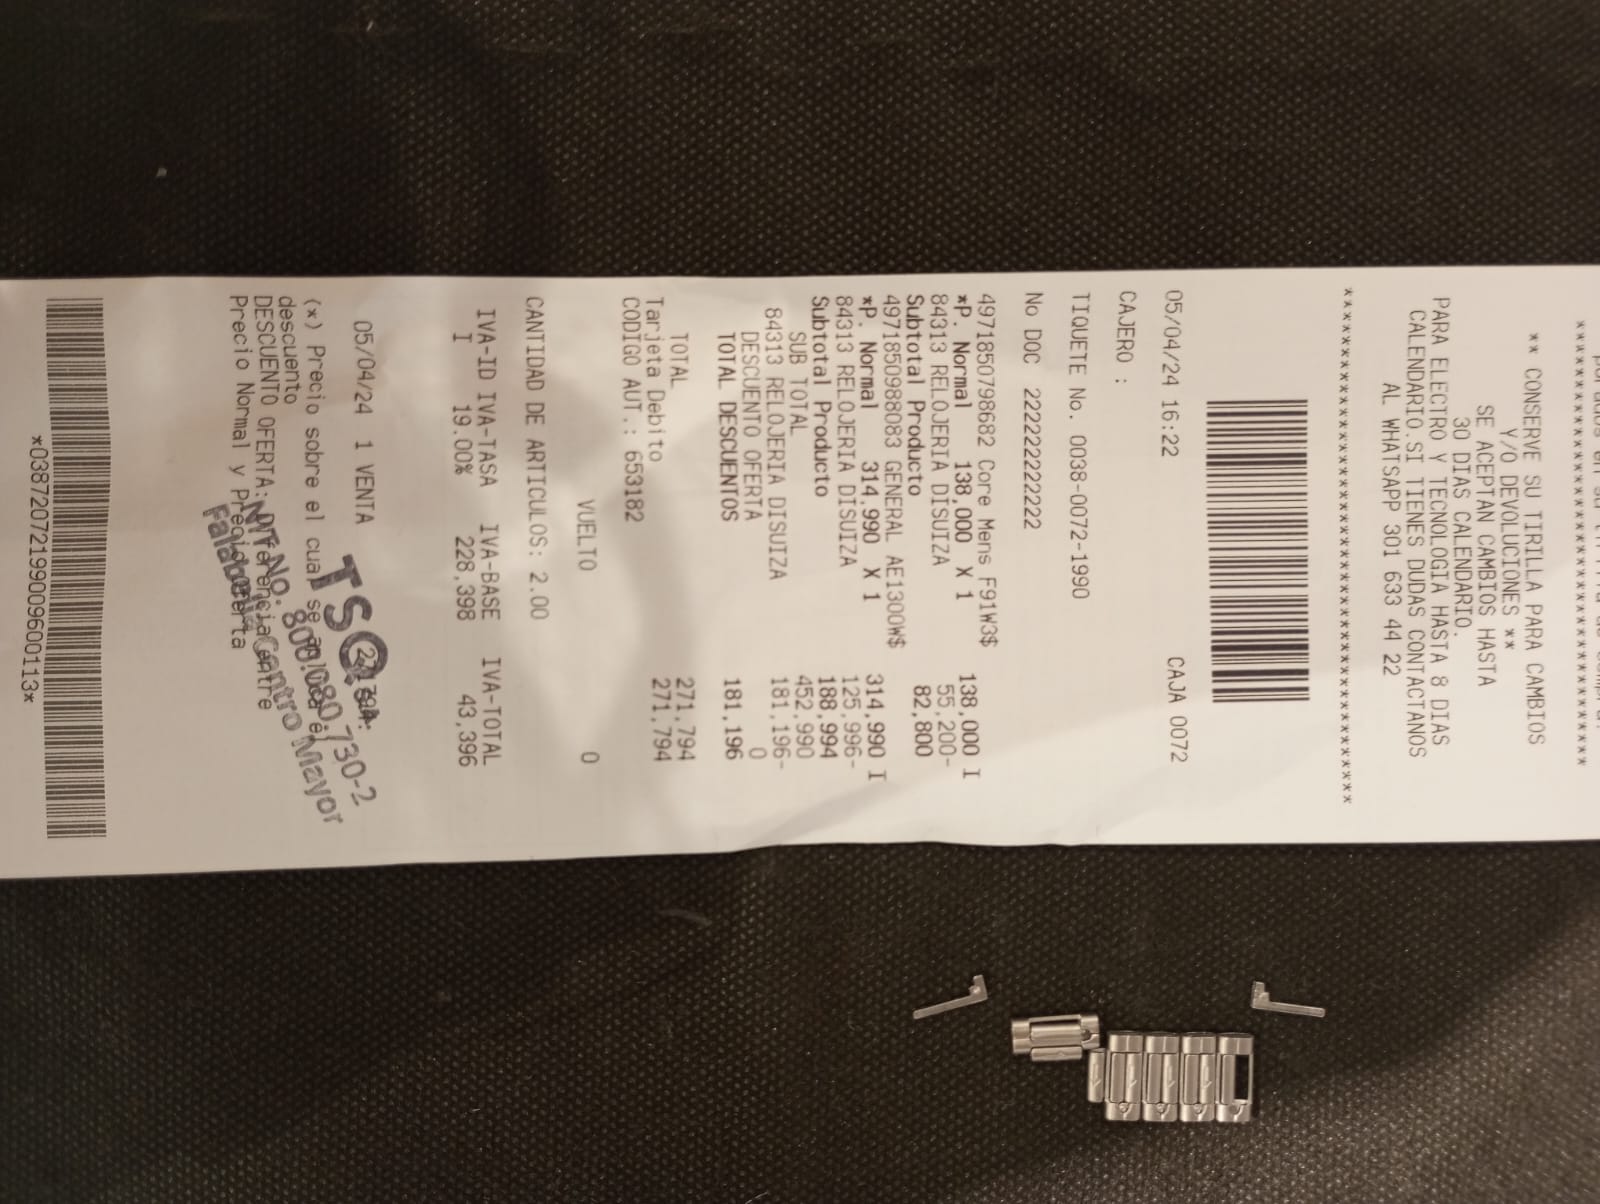 ***********************************
** CONSERVE SU TIRILLA PARA CAMBIOS
Y/O DEVOLUCIONES **
SE ACEPTAN CAMBIOS HASTA
30 DIAS CALENDARIO.
PARA ELECTRO Y TECNOLOGIA HASTA 8 DIAS
CALENDARIO.SI TIENES DUDAS CONTACTANOS
AL WHATSAPP 301 633 44 22
****************************************
05/04/24 16:22 CAJA 0072
CAJERO :
TIQUETE No. 0038-0072-1990
No DOC 222222222222
4971850798682 Core Mens F91W3$
*P. Normal 138,000 X 1 138,000 I
84313 RELOJERIA DISUIZA 55,200-
Subtotal Producto 82,800
4971850988083 GENERAL AE1300W$
*P. Normal 314,990 X 1 314,990 I
84313 RELOJERIA DISUIZA 125,996-
Subtotal Producto 188,994
SUB TOTAL 452,990
84313 RELOJERIA DISUIZA 181,196-
DESCUENTO OFERTA 0
TOTAL DESCUENTOS 181,196
TOTAL 271,794
Tarjeta Debito 271,794
CODIGO AUT.: 653182
VUELTO 0
CANTIDAD DE ARTICULOS: 2.00
IVA-ID IVA-TASA IVA-BASE IVA-TOTAL
I 19.00% 228,398 43,396
05/04/24 1 VENTA
(*) Precio sobre el cual se
descuento
DESCUENTO OFERTA: Diferencia entre
Precio Normal y Precio Oferta
NIT No. 800.080.730-2
Falabella Centro Mayor
*03872072199009600113*